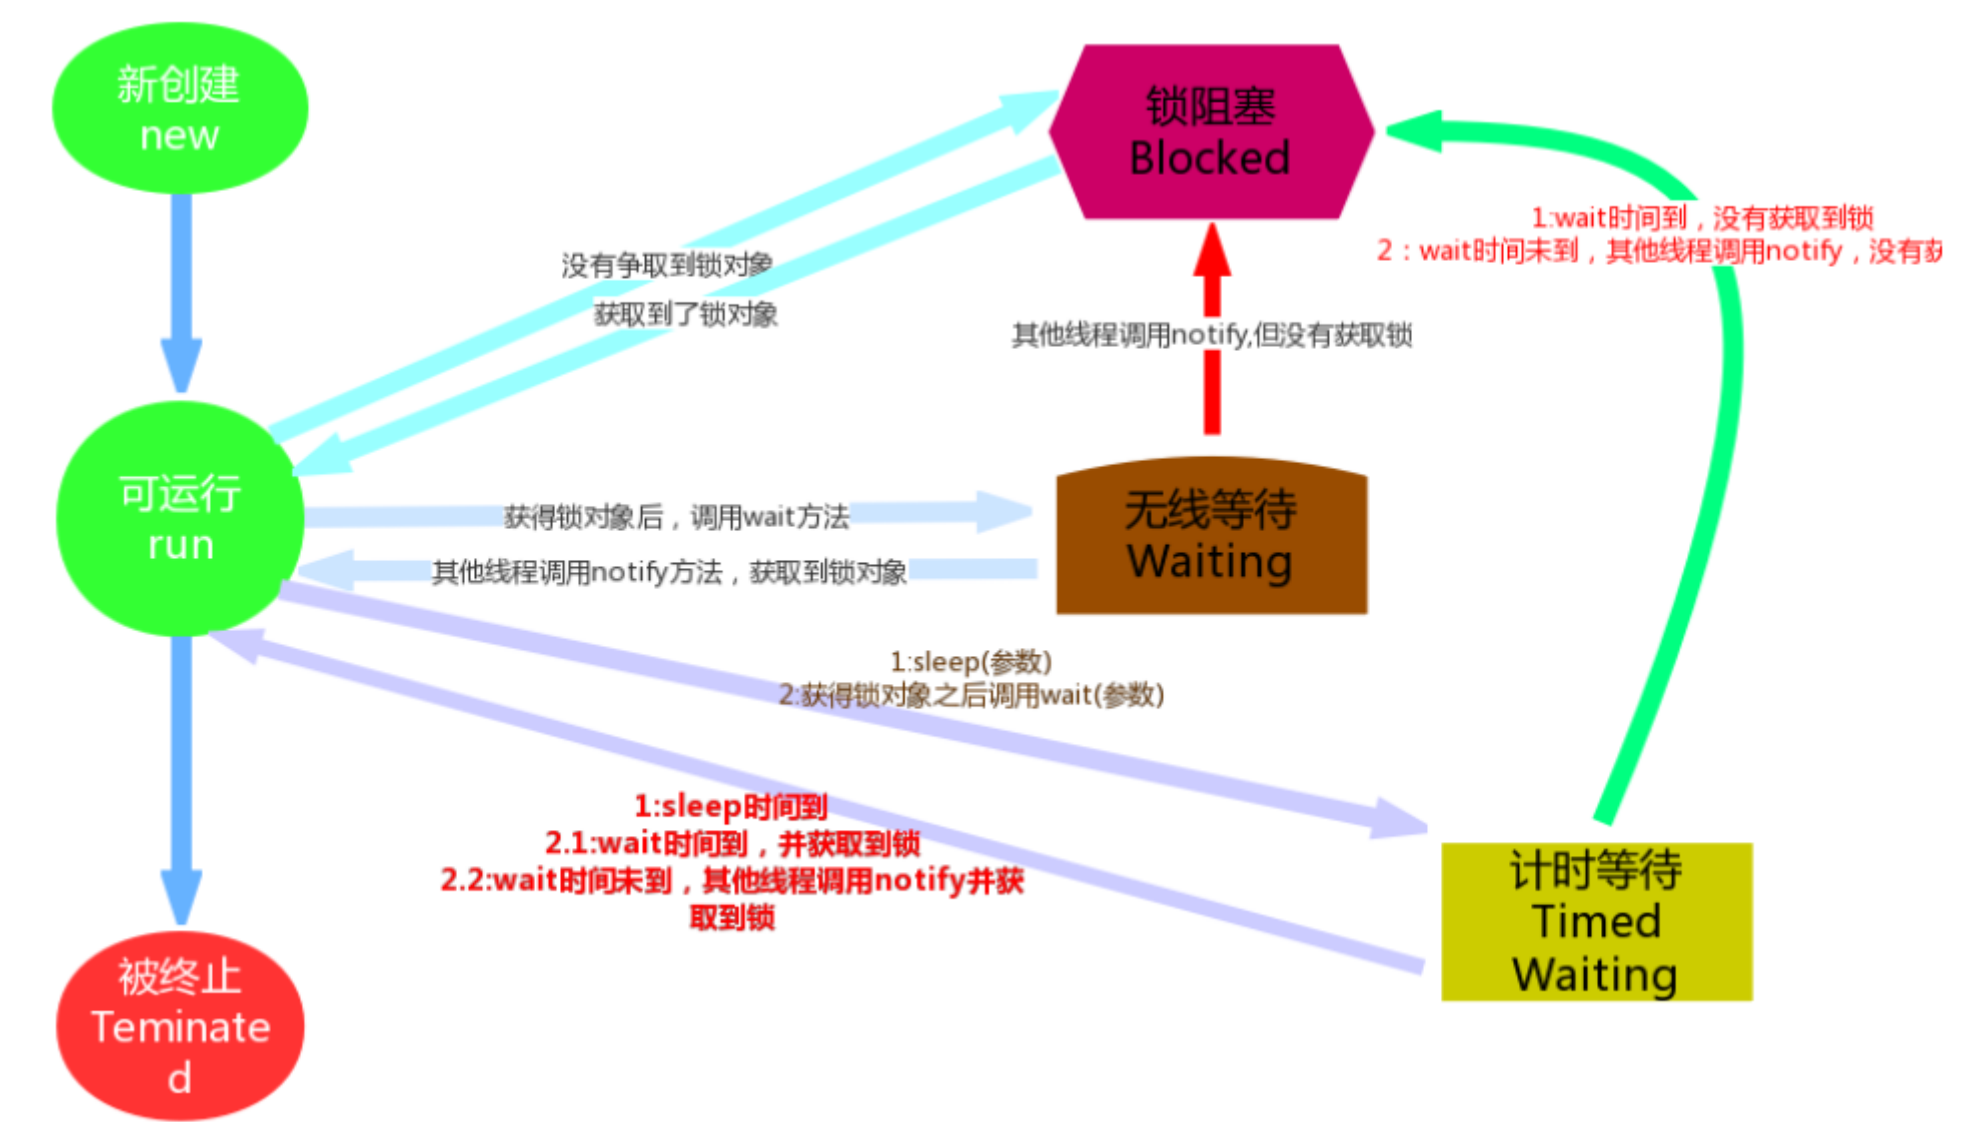 新创建
new
锁阻塞
Blocked
1:wait时间到，没有获取到锁
2：wait时间未到，其他线程调用notify，没有
没有争取到锁对象
获取到了锁对象
其他线程调用notify,但没有获取锁
可运行
run
获得锁对象后，调用wait方法
其他线程调用notify方法，获取到锁对象
无线等待
Waiting
1:sleep(参数)
2:获得锁对象之后调用wait(参数)
1:sleep时间到
2.1:wait时间到，并获取到锁
2.2:wait时间未到，其他线程调用notify并获
取到锁
计时等待
Timed
Waiting
被终止
Teminate
d